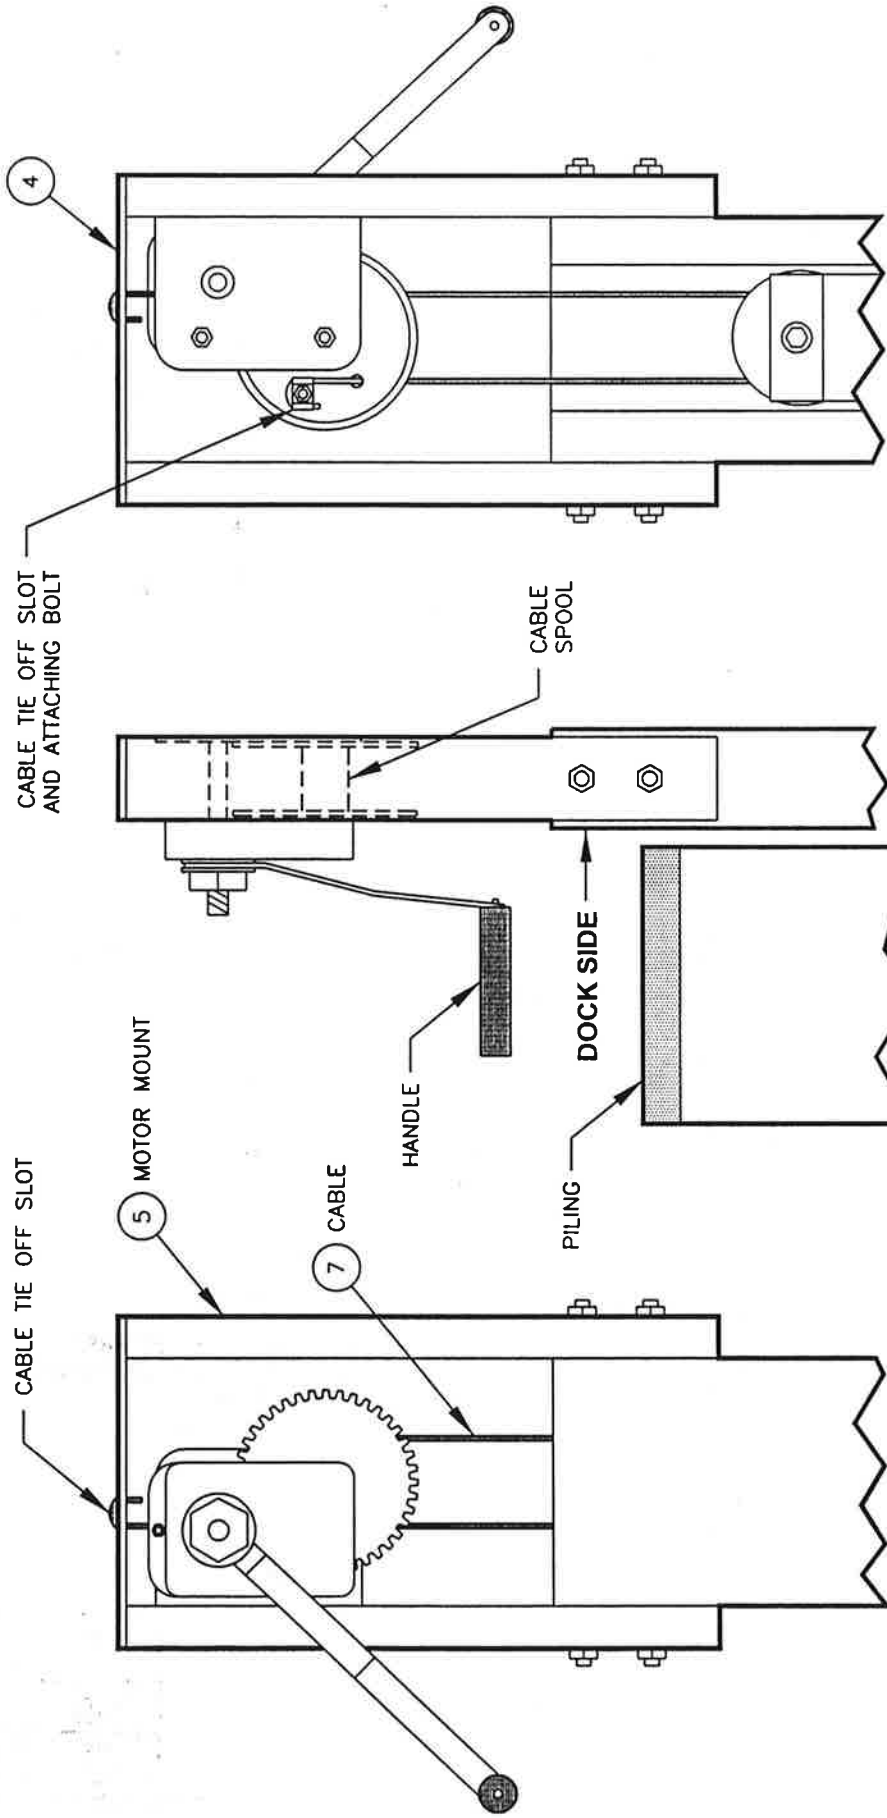 CABLE TIE OFF SLOT
5 MOTOR MOUNT
7 CABLE
HANDLE
PILING
DOCK SIDE
CABLE
SPOOL
CABLE TIE OFF SLOT
AND ATTACHING BOLT
4